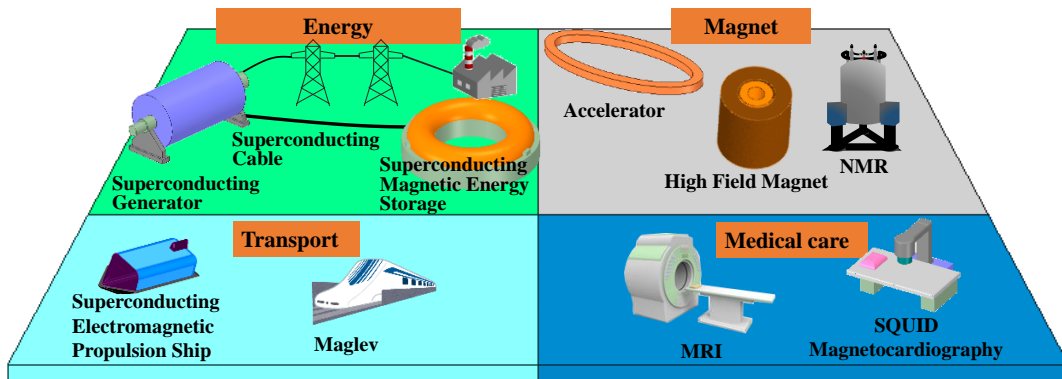 Energy
Superconducting
Cable
Superconducting
Generator
Superconducting
Magnetic Energy
Storage
Magnet
Accelerator
High Field Magnet
NMR
Transport
Superconducting
Electromagnetic
Propulsion Ship
Maglev
Medical care
MRI
SQUID
Magnetocardiography